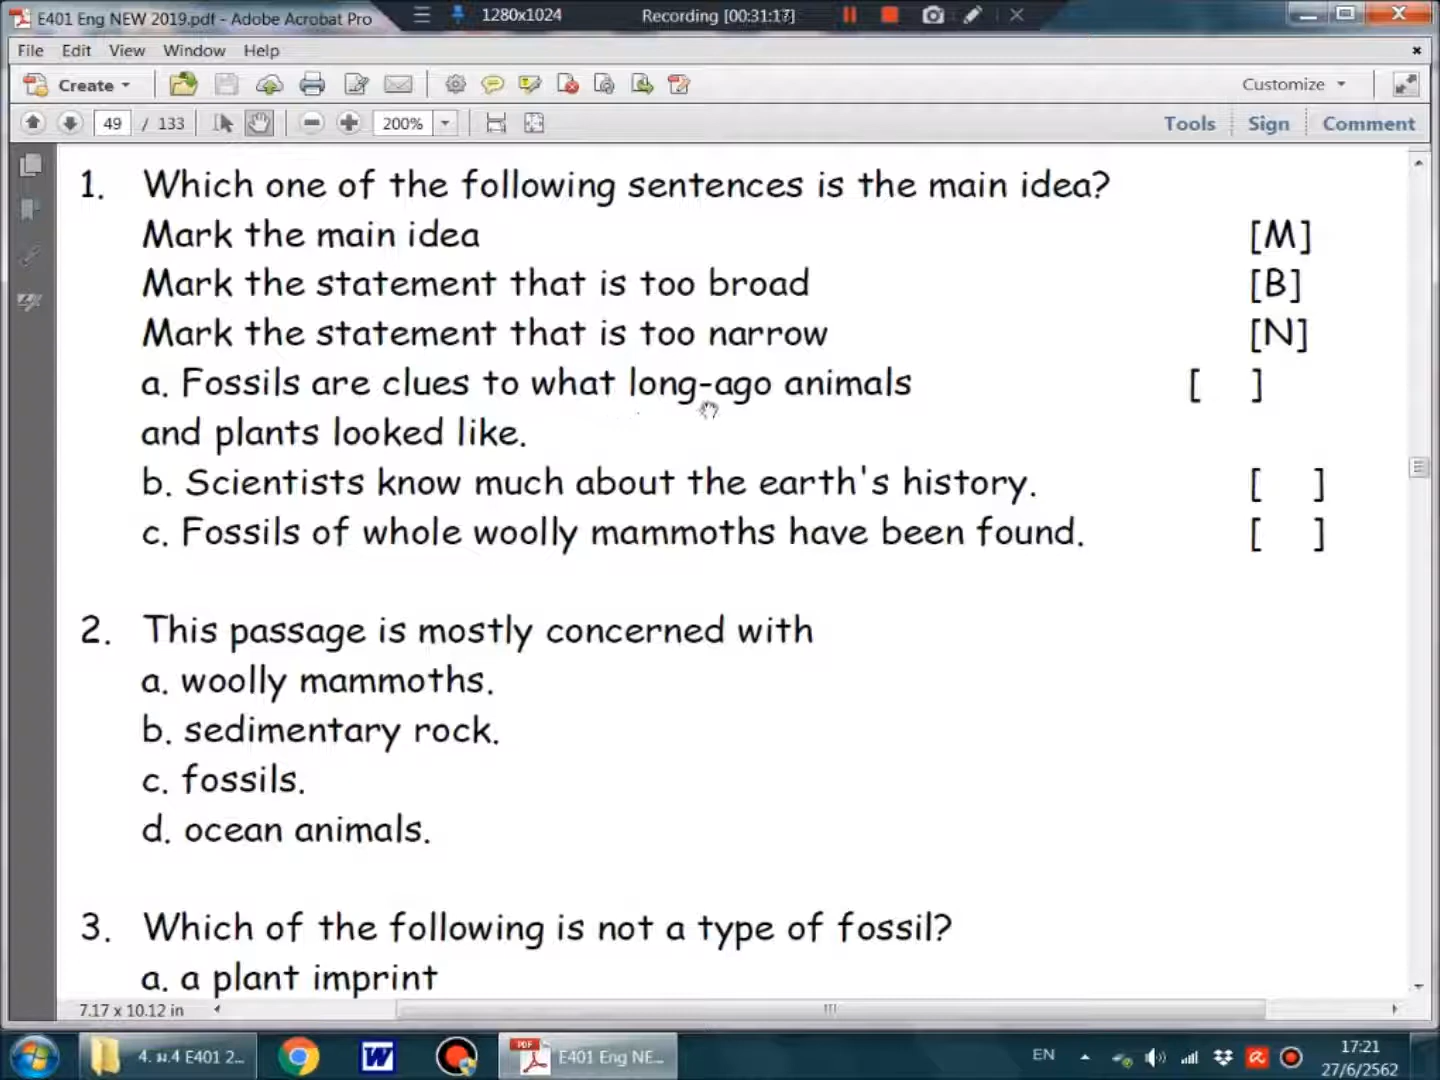 E401 Eng NEW 2019.pdf - Adobe Acrobat Pro
1280x1024
Recording [00:31:17]
File Edit View Window Help
Create
Customize
49 / 133
200%
Tools Sign Comment
1. Which one of the following sentences is the main idea?
Mark the main idea [M]
Mark the statement that is too broad [B]
Mark the statement that is too narrow [N]
a. Fossils are clues to what long-ago animals [ ]
and plants looked like.
b. Scientists know much about the earth's history. [ ]
c. Fossils of whole woolly mammoths have been found. [ ]
2. This passage is mostly concerned with
a. woolly mammoths.
b. sedimentary rock.
c. fossils.
d. ocean animals.
3. Which of the following is not a type of fossil?
a. a plant imprint
7.17 x 10.12 in
4. ม.4 E401 2...
E401 Eng NE...
EN
17:21
27/6/2562